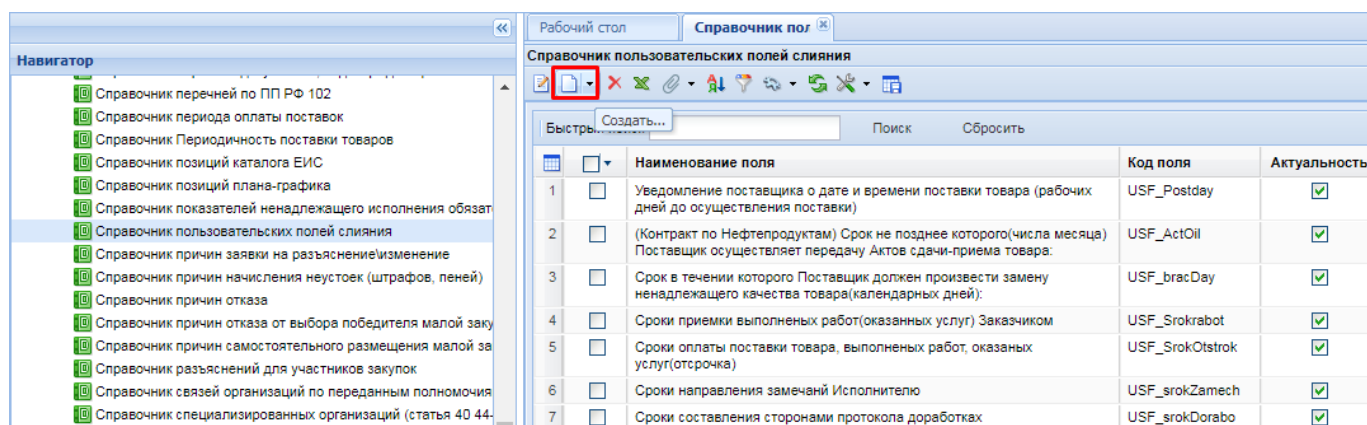 Рабочий стол
Справочник пол
Навигатор
Справочник перечней по ПП РФ 102
Справочник периода оплаты поставок
Справочник Периодичность поставки товаров
Справочник позиций каталога ЕИС
Справочник позиций плана-графика
Справочник показателей ненадлежащего исполнения обязат
Справочник пользовательских полей слияния
Справочник причин заявки на разъяснение\изменение
Справочник причин начисления неустоек (штрафов, пеней)
Справочник причин отказа
Справочник причин отказа от выбора победителя малой заку
Справочник причин самостоятельного размещения малой за
Справочник разъяснений для участников закупок
Справочник связей организаций по переданным полномочия
Справочник специализированных организаций (статья 40 44-
Справочник пользовательских полей слияния
Создать...
Быстры
Поиск
Сбросить
Наименование поля
Код поля
Актуальность
1
Уведомление поставщика о дате и времени поставки товара (рабочих
дней до осуществления поставки)
USF_Postday
2
(Контракт по Нефтепродуктам) Срок не позднее которого(числа месяца)
Поставщик осуществляет передачу Актов сдачи-приема товара:
USF_ActOil
3
Срок в течении которого Поставщик должен произвести замену
ненадлежащего качества товара(календарных дней):
USF_bracDay
4
Сроки приемки выполненых работ(оказанных услуг) Заказчиком
USF_Srokrabot
5
Сроки оплаты поставки товара, выполненых работ, оказаных
услуг(отсрочка)
USF_SrokOtstrok
6
Сроки направления замечанй Исполнителю
USF_srokZamech
7
Сроки составления сторонами протокола доработках
USF_srokDorabo